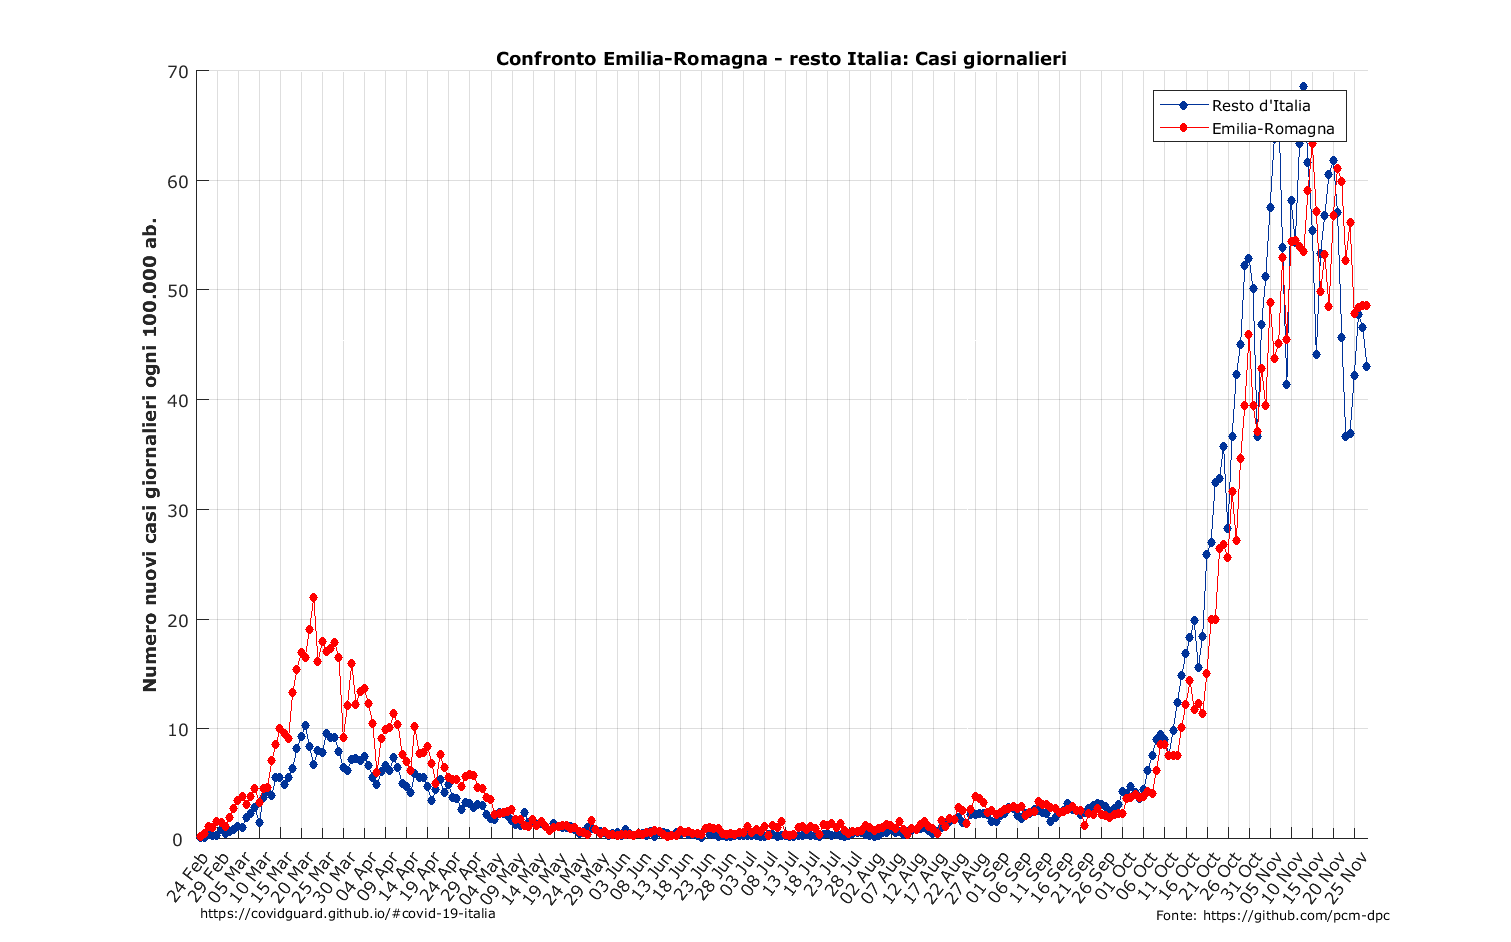 Confronto Emilia-Romagna - resto Italia: Casi giornalieri
Resto d'Italia
Emilia-Romagna
Numero nuovi casi giornalieri ogni 100.000 ab.
70
60
50
40
30
20
10
0
24 Feb
29 Feb
05 Mar
10 Mar
15 Mar
20 Mar
25 Mar
30 Mar
04 Apr
09 Apr
14 Apr
19 Apr
24 Apr
29 Apr
04 May
09 May
14 May
19 May
24 May
29 May
03 Jun
08 Jun
13 Jun
18 Jun
23 Jun
28 Jun
03 Jul
08 Jul
13 Jul
18 Jul
23 Jul
28 Jul
02 Aug
07 Aug
12 Aug
17 Aug
22 Aug
27 Aug
01 Sep
06 Sep
11 Sep
16 Sep
21 Sep
26 Sep
01 Oct
06 Oct
11 Oct
16 Oct
21 Oct
26 Oct
31 Oct
05 Nov
10 Nov
15 Nov
20 Nov
25 Nov
https://covidguard.github.io/#covid-19-italia
Fonte: https://github.com/pcm-dpc